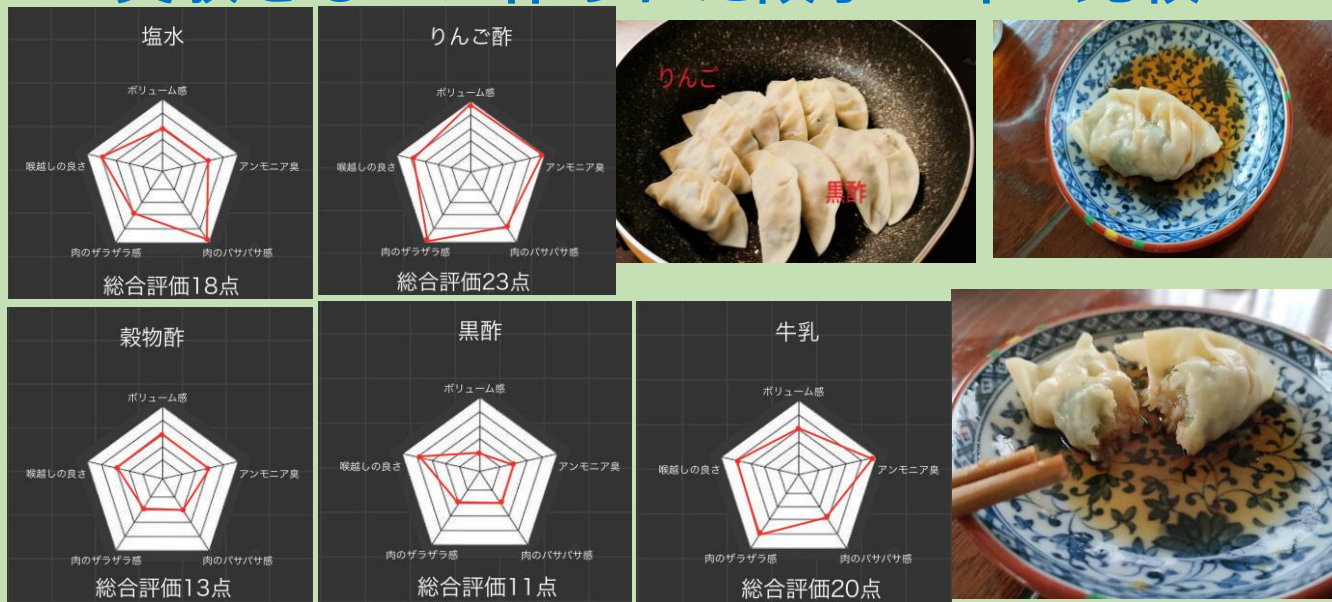 塩水
ボリューム感
喉越しの良さ
アンモニア臭
肉のザラザラ感
肉のパサパサ感
総合評価18点
りんご酢
ボリューム感
喉越しの良さ
アンモニア臭
肉のザラザラ感
肉のパサパサ感
総合評価23点
りんご
黒酢
穀物酢
ボリューム感
喉越しの良さ
アンモニア臭
肉のザラザラ感
肉のパサパサ感
総合評価13点
黒酢
ボリューム感
喉越しの良さ
アンモニア臭
肉のザラザラ感
肉のパサパサ感
総合評価11点
牛乳
ボリューム感
喉越しの良さ
アンモニア臭
肉のザラザラ感
肉のパサパサ感
総合評価20点